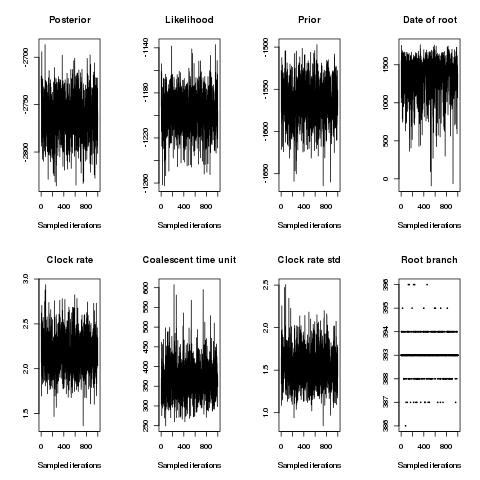 Posterior
-2700
-2750
-2800
0 400 800
Sampled iterations
Likelihood
-1140
-1180
-1220
-1260
0 400 800
Sampled iterations
Prior
-1500
-1550
-1600
-1650
0 400 800
Sampled iterations
Date of root
1500
1000
500
0
0 400 800
Sampled iterations
Clock rate
3.0
2.5
2.0
1.5
0 400 800
Sampled iterations
Coalescent time unit
600
550
500
450
400
350
300
250
0 400 800
Sampled iterations
Clock rate std
2.5
2.0
1.5
1.0
0 400 800
Sampled iterations
Root branch
395
394
393
0 400 800
Sampled iterations